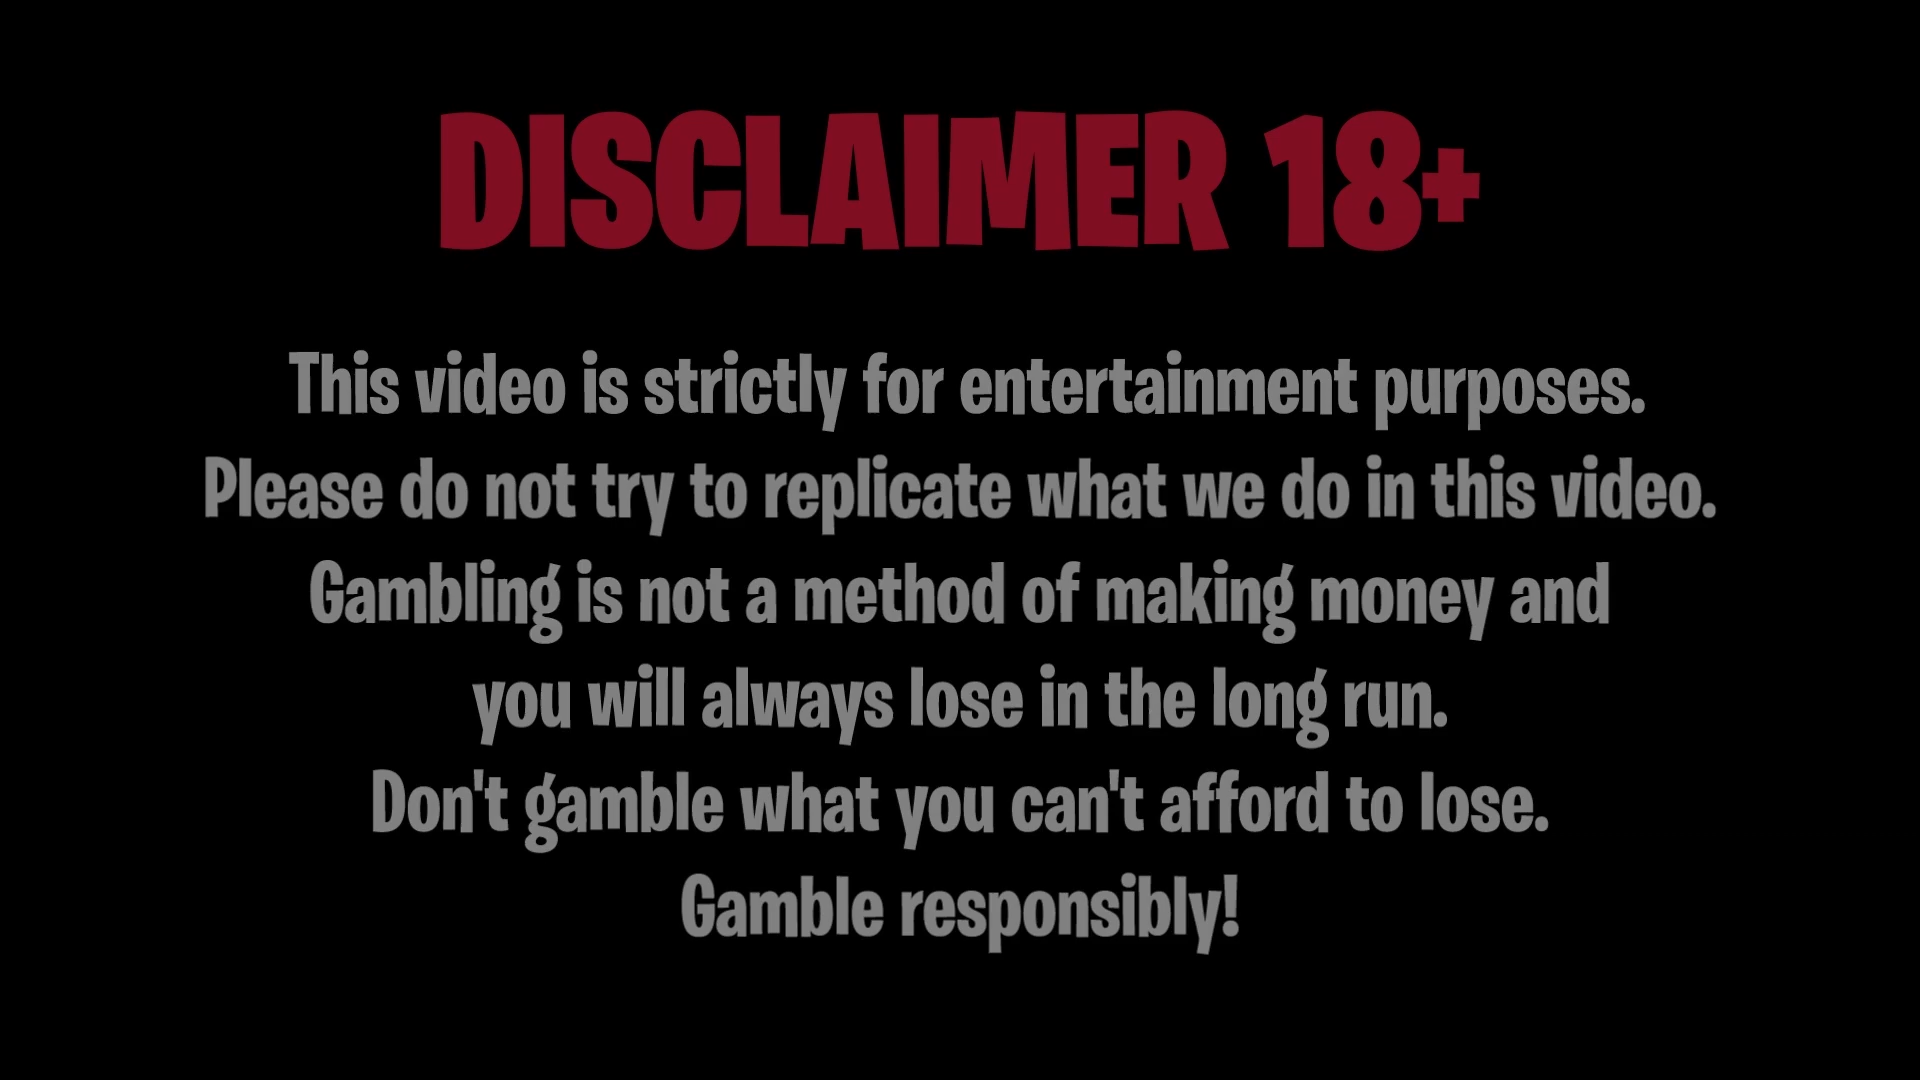 DISCLAIMER 18+
This video is strictly for entertainment purposes.
Please do not try to replicate what we do in this video.
Gambling is not a method of making money and
you will always lose in the long run.
Don't gamble what you can't afford to lose.
Gamble responsibly!